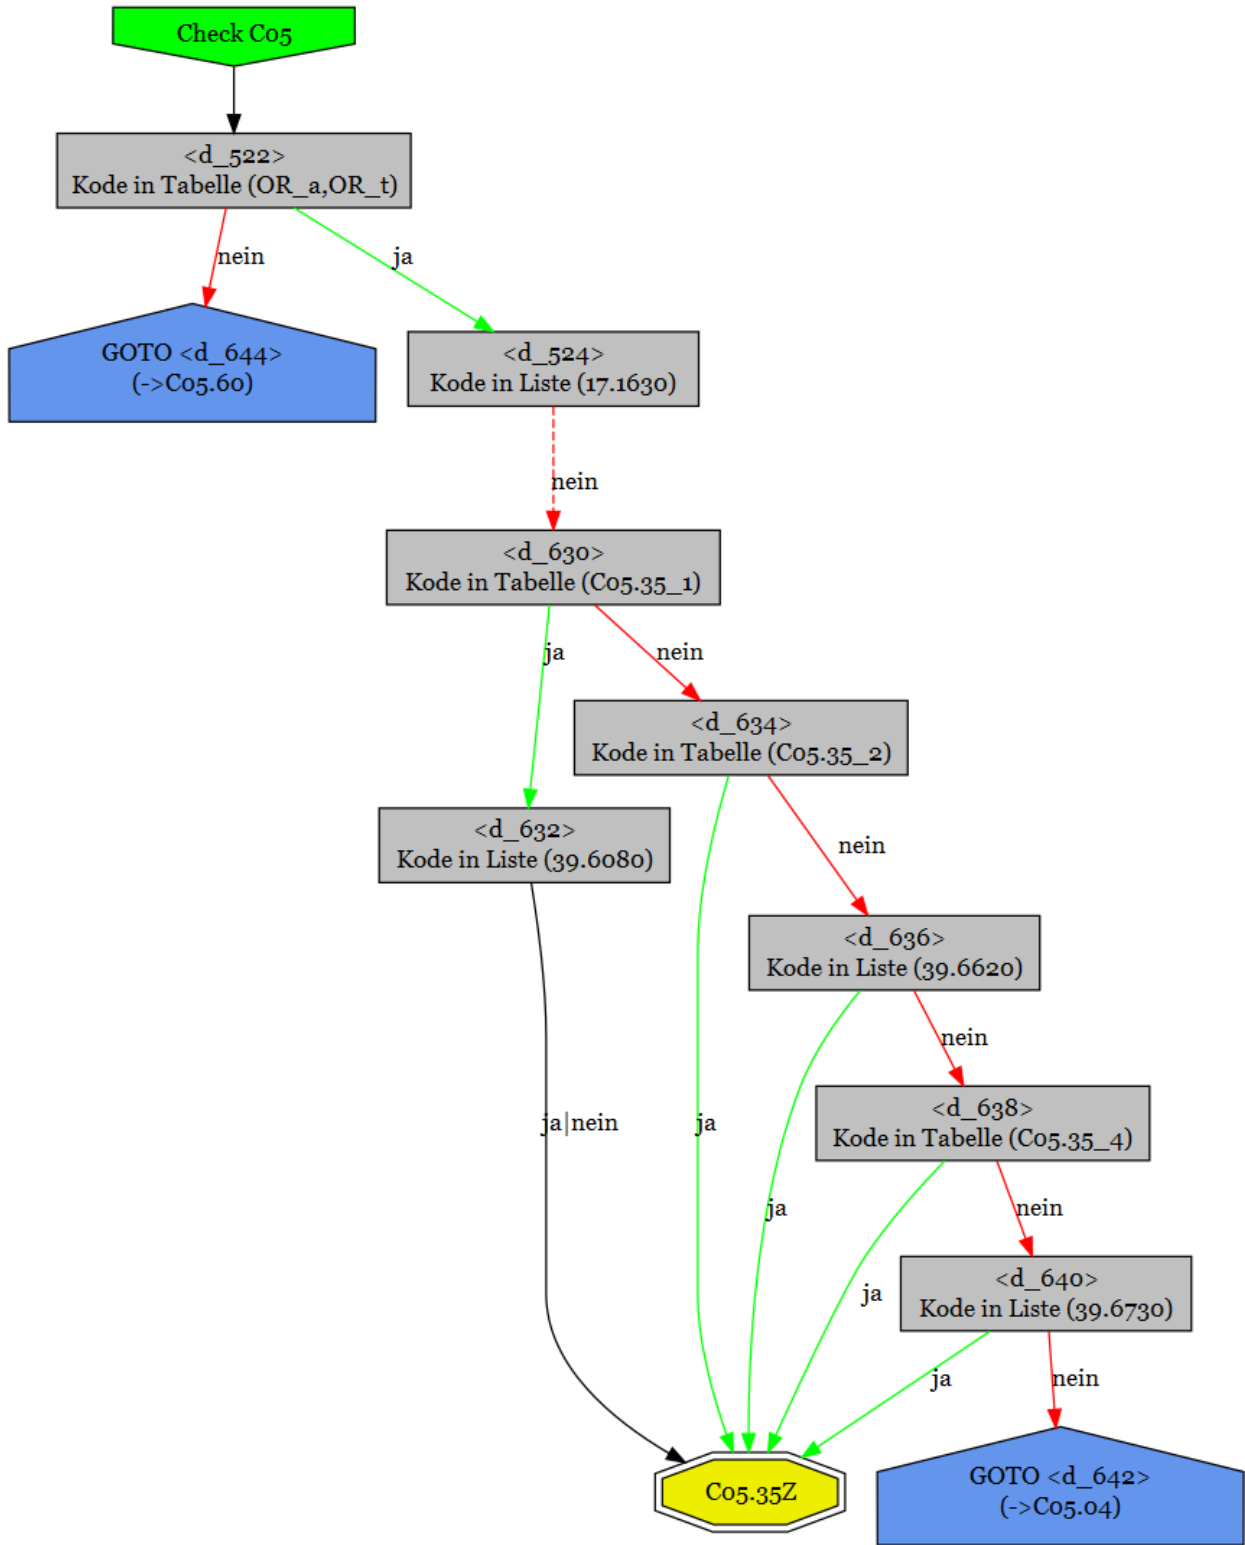 Check C05
<d_522>
Kode in Tabelle (OR_a,OR_t)
nein
ja
GOTO <d_644>
(->C05.60)
<d_524>
Kode in Liste (17.1630)
nein
<d_630>
Kode in Tabelle (C05.35_1)
ja
nein
<d_634>
Kode in Tabelle (C05.35_2)
<d_632>
Kode in Liste (39.6080)
nein
<d_636>
Kode in Liste (39.6620)
nein
<d_638>
Kode in Tabelle (C05.35_4)
ja|nein
ja
ja
nein
<d_640>
Kode in Liste (39.6730)
ja
ja
nein
C05.35Z
GOTO <d_642>
(->C05.04)